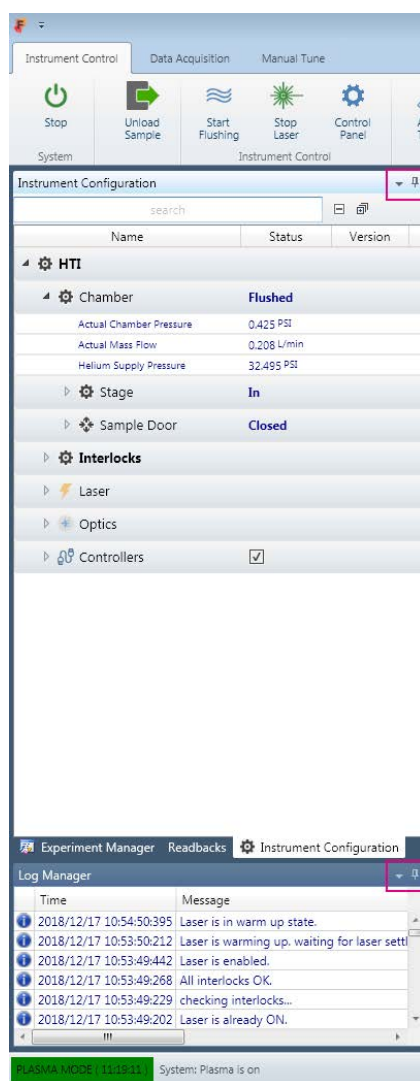 Instrument Control Data Acquisition Manual Tune
Stop Unload Sample Start Flushing Stop Laser Control Panel
System Instrument Control
Instrument Configuration
search
Name Status Version
HTI
Chamber Flushed
Actual Chamber Pressure 0.425 PSI
Actual Mass Flow 0.208 L/min
Helium Supply Pressure 32.495 PSI
Stage In
Sample Door Closed
Interlocks
Laser
Optics
Controllers
Experiment Manager Readbacks Instrument Configuration
Log Manager
Time Message
2018/12/17 10:54:50:395 Laser is in warm up state.
2018/12/17 10:53:50:212 Laser is warming up. waiting for laser settl
2018/12/17 10:53:49:442 Laser is enabled.
2018/12/17 10:53:49:268 All interlocks OK.
2018/12/17 10:53:49:229 checking interlocks...
2018/12/17 10:53:49:202 Laser is already ON.
PLASMA MODE ( 11:19:11 ) System: Plasma is on